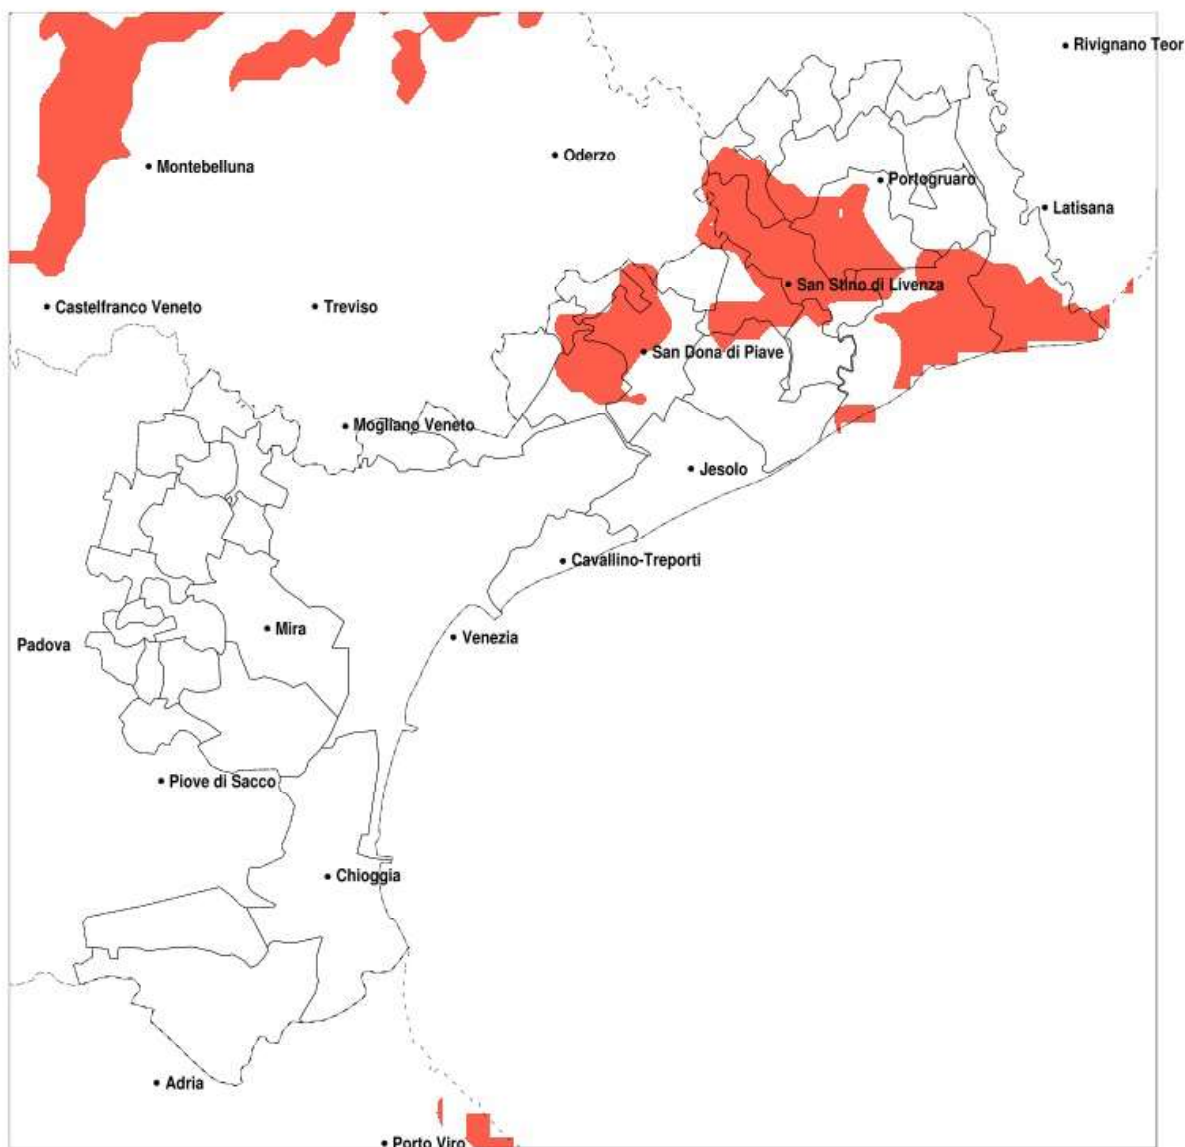 Rivignano Teor
Oderzo
Montebelluna
Portogruaro
Latisana
San Stino di Livenza
Castelfranco Veneto
Treviso
San Dona di Piave
Mogliano Veneto
Jesolo
Cavallino-Treporti
Mira
Venezia
Padova
Piove di Sacco
Chioggia
Adria
Porto Viro